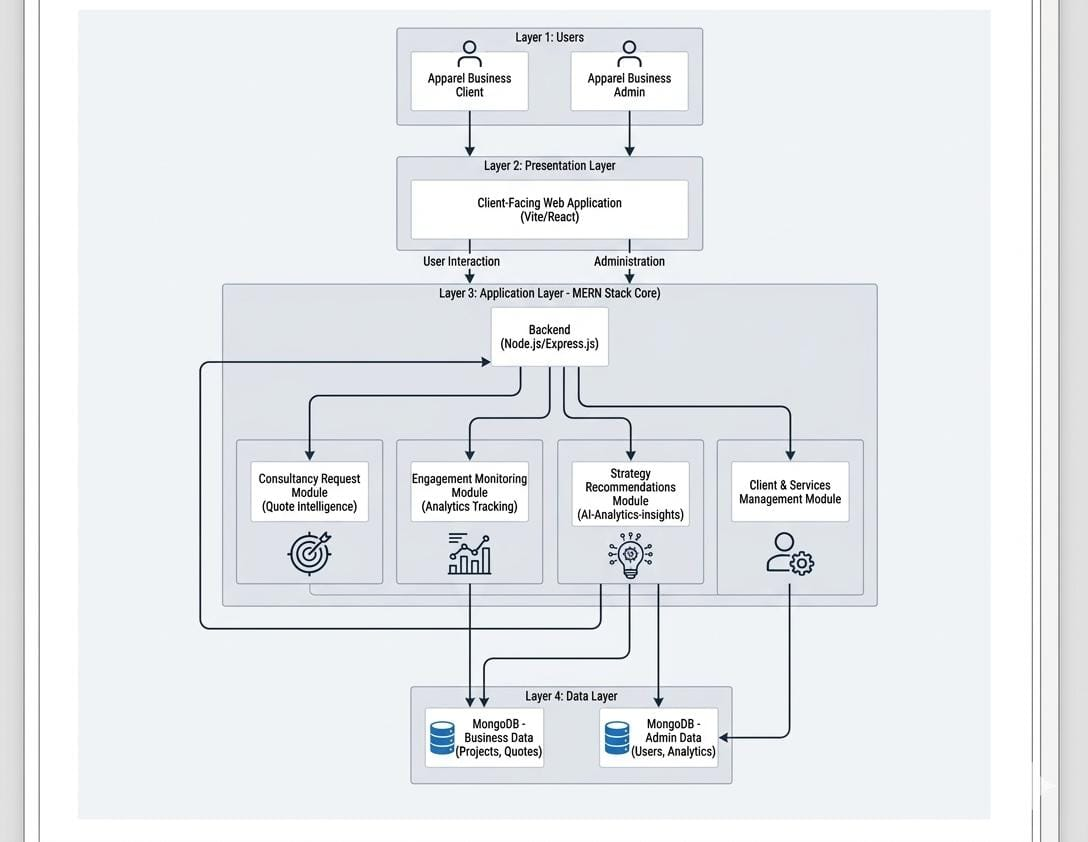 Layer 1: Users
Apparel Business
Client
Apparel Business
Admin
Layer 2: Presentation Layer
Client-Facing Web Application
(Vite/React)
User Interaction
Administration
Layer 3: Application Layer - MERN Stack Core)
Backend
(Node.js/Express.js)
Consultancy Request
Module
(Quote Intelligence)
Engagement Monitoring
Module
(Analytics Tracking)
Strategy
Recommendations
Module
(AI-Analytics-insights)
Client & Services
Management Module
Layer 4: Data Layer
MongoDB -
Business Data
(Projects, Quotes)
MongoDB -
Admin Data
(Users, Analytics)